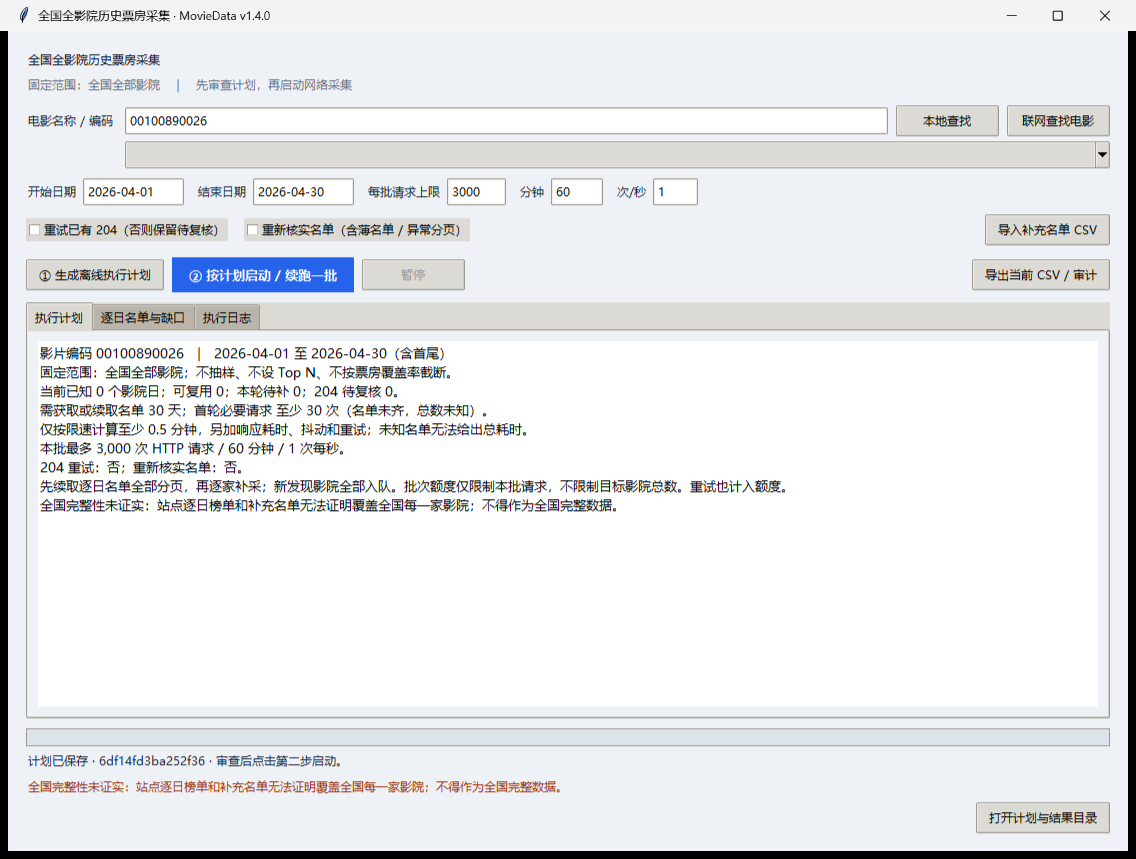 全国全影院历史票房采集 · MovieData v1.4.0
全国全影院历史票房采集
固定范围：全国全部影院 | 先审查计划，再启动网络采集
电影名称 / 编码 00100890026 本地查找 联网查找电影
开始日期 2026-04-01 结束日期 2026-04-30 每批请求上限 3000 分钟 60 次/秒 1
重试已有 204（否则保留待复核） 重新核实名单（含薄名单 / 异常分页） 导入补充名单 CSV
① 生成离线执行计划 ② 按计划启动 / 续跑一批 暂停 导出当前 CSV / 审计
执行计划 逐日名单与缺口 执行日志
影片编码 00100890026 | 2026-04-01 至 2026-04-30（含首尾）
固定范围：全国全部影院；不抽样、不设 Top N、不按票房覆盖率截断。
当前已知 0 个影院日；可复用 0；本轮待补 0；204 待复核 0。
需获取或续取名单 30 天；首轮必要请求 至少 30 次（名单未齐，总数未知）。
仅按限速计算至少 0.5 分钟，另加响应耗时、抖动和重试；未知名单无法给出总耗时。
本批最多 3,000 次 HTTP 请求 / 60 分钟 / 1 次每秒。
204 重试：否；重新核实名单：否。
先续取逐日名单全部分页，再逐家补采；新发现影院全部入队。批次额度仅限制本批请求，不限制目标影院总数。重试也计入额度。
全国完整性未证实：站点逐日榜单和补充名单无法证明覆盖全国每一家影院；不得作为全国完整数据。
计划已保存 · 6df14fd3ba252f36 · 审查后点击第二步启动。
全国完整性未证实：站点逐日榜单和补充名单无法证明覆盖全国每一家影院；不得作为全国完整数据。
打开计划与结果目录